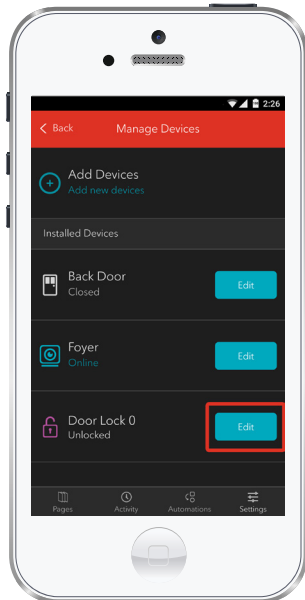 2:26
Back
Manage Devices
Add Devices
Add new devices
Installed Devices
Back Door
Closed
Edit
Foyer
Online
Edit
Door Lock 0
Unlocked
Edit
Pages Activity Automations Settings